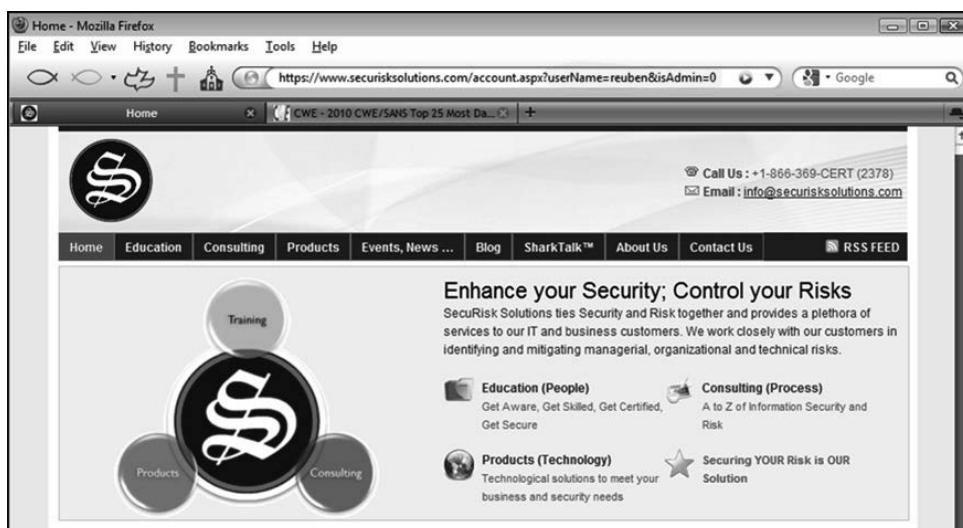 Home - Mozilla Firefox
File Edit View History Bookmarks Tools Help
https://www.securisksolutions.com/account.aspx?userName=reuben&isAdmin=0
Google
Home
CWE - 2010 CWE/SANS Top 25 Most Da...
S
Call Us : +1-866-369-CERT (2378)
Email : info@securisksolutions.com
Home Education Consulting Products Events, News ... Blog SharkTalk™ About Us Contact Us RSS FEED
Training
S
Products
Consulting
Enhance your Security; Control your Risks
SecuRisk Solutions ties Security and Risk together and provides a plethora of
services to our IT and business customers. We work closely with our customers in
identifying and mitigating managerial, organizational and technical risks.
Education (People)
Get Aware, Get Skilled, Get Certified,
Get Secure
Consulting (Process)
A to Z of Information Security and
Risk
Products (Technology)
Technological solutions to meet your
business and security needs
Securing YOUR Risk is OUR
Solution